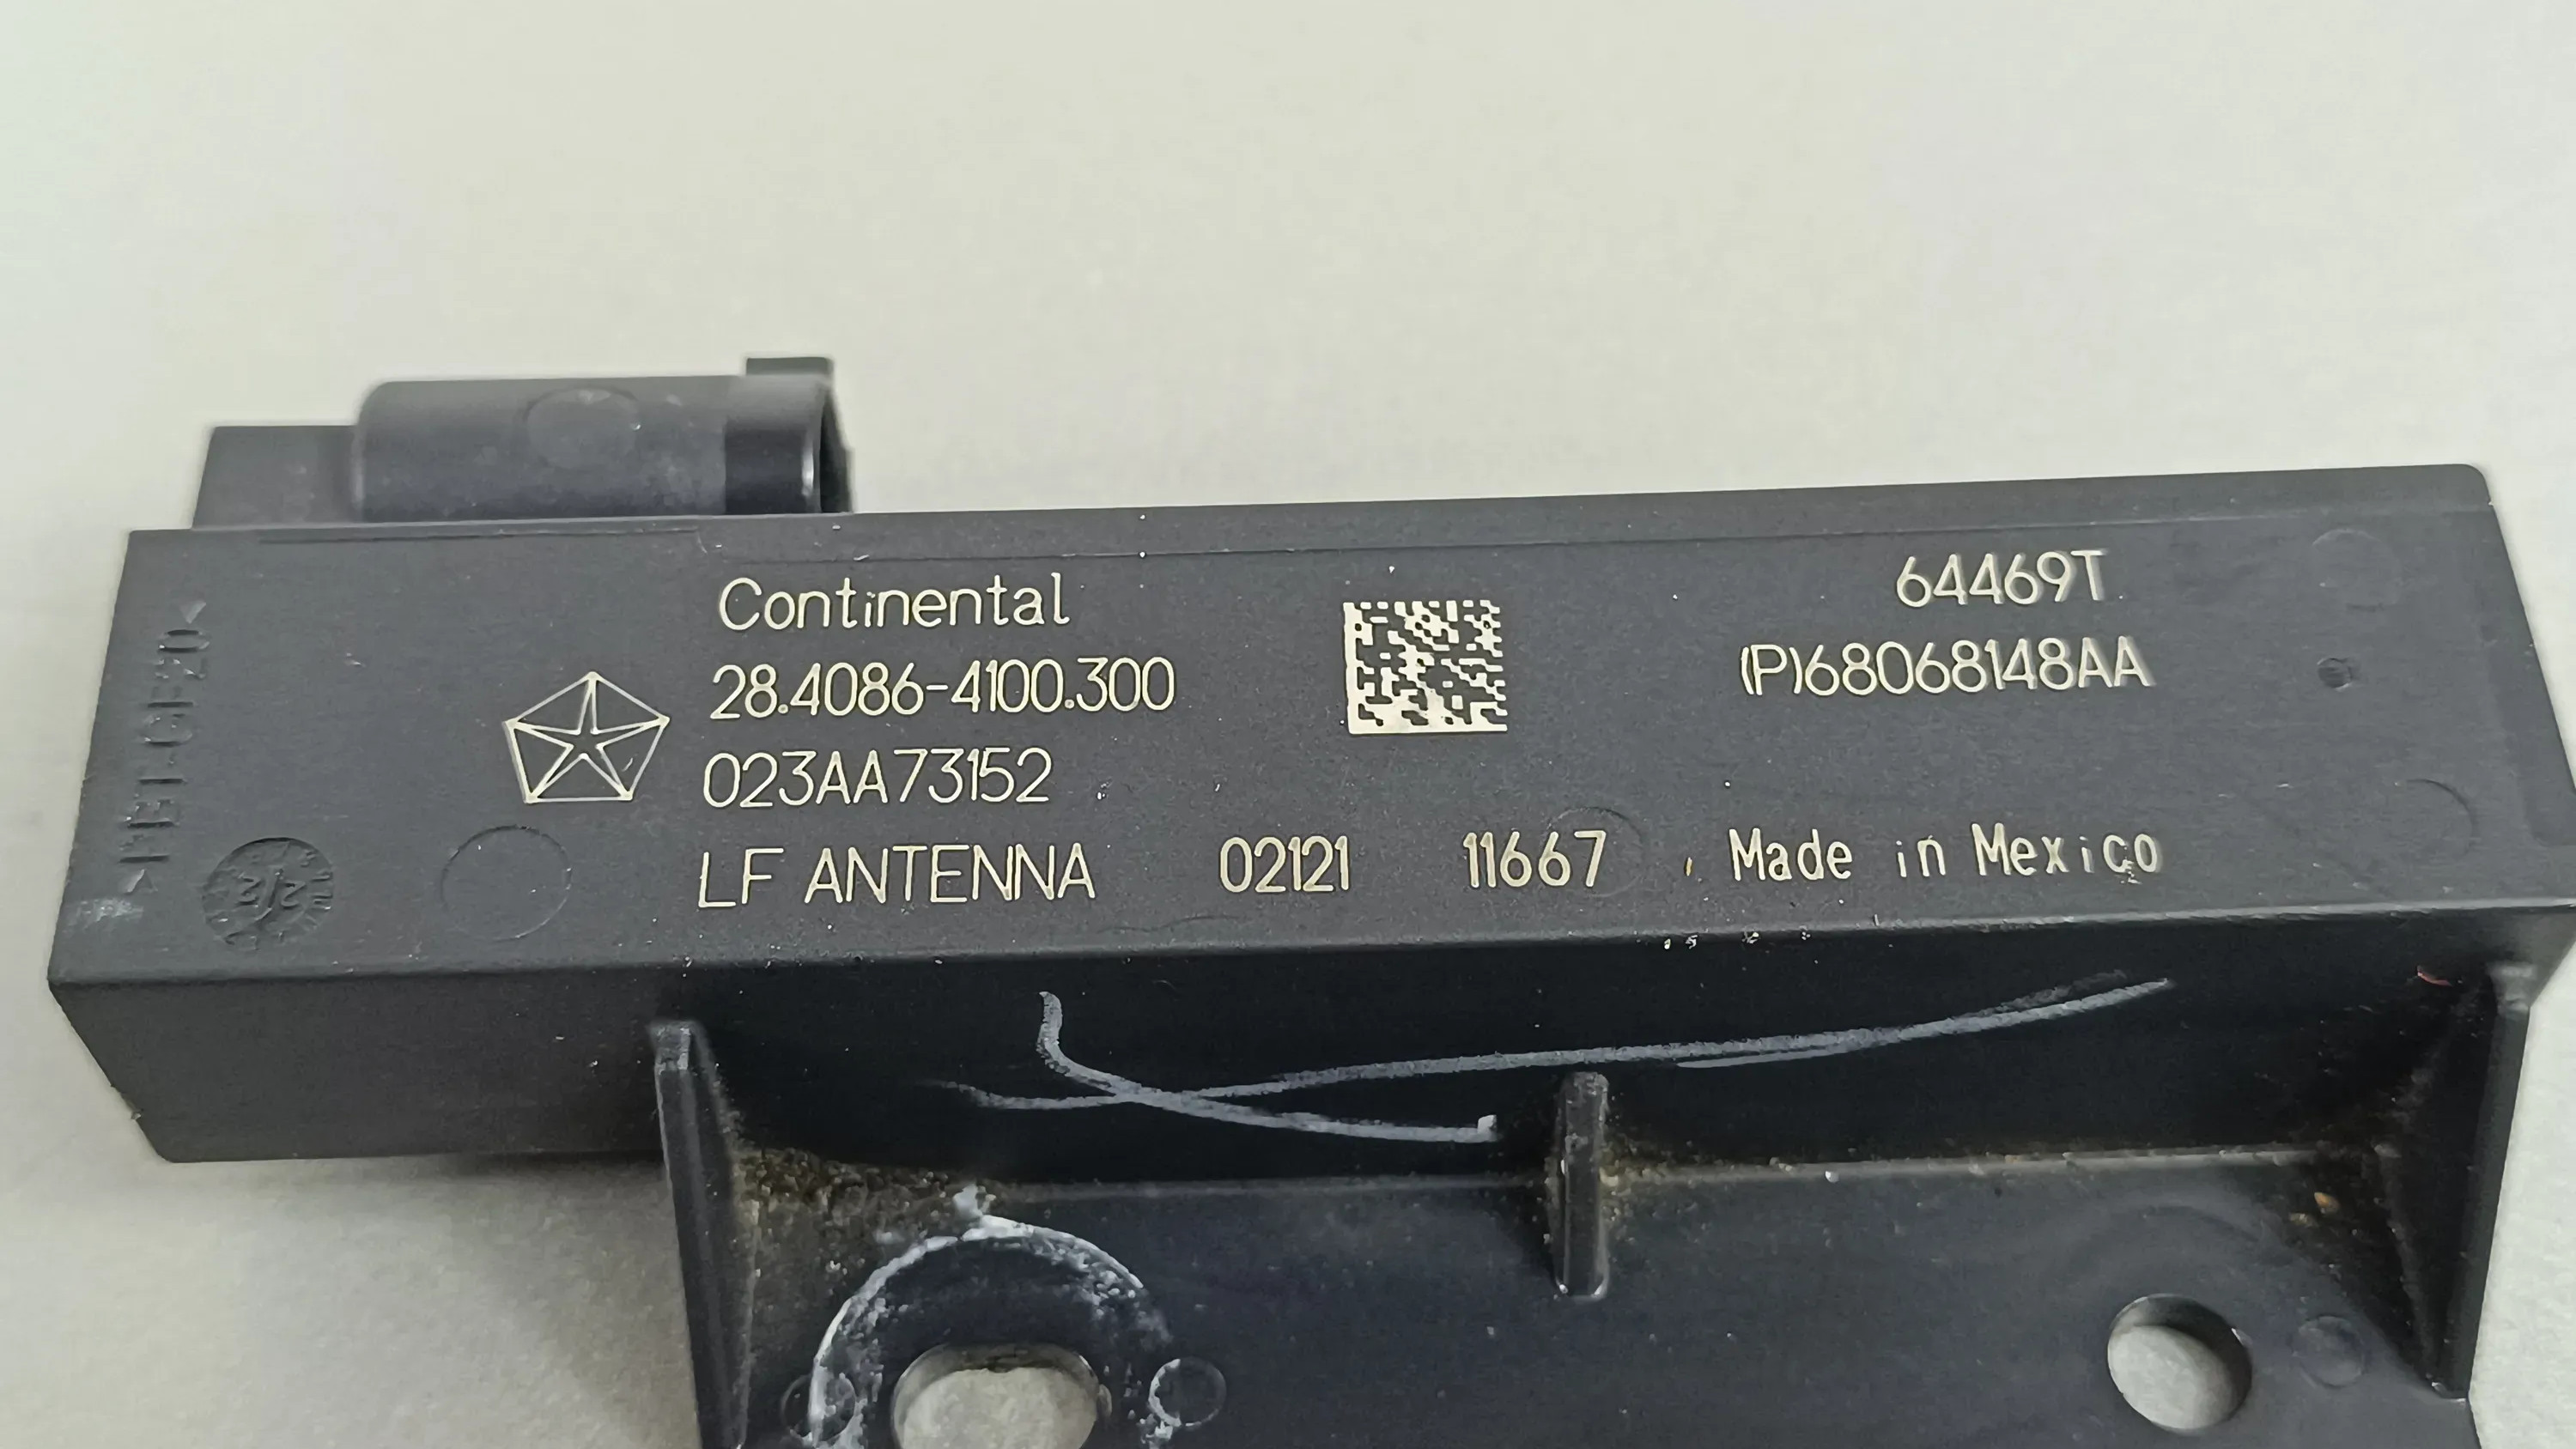 Continental
28.4086-4100.300
023AA73152
LF ANTENNA 02121 11667 Made in Mexico
64469T
(P)68068148AA